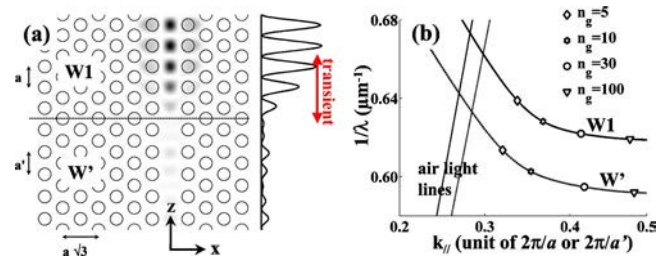 (a)
W1
a
transient
a'
W'
z
x
a √3
(b)
0.68
0.64
0.60
1/λ (μm⁻¹)
n_g=5
n_g=10
n_g=30
n_g=100
W1
W'
air light
lines
0.2 0.3 0.4 0.5
k_// (unit of 2π/a or 2π/a')